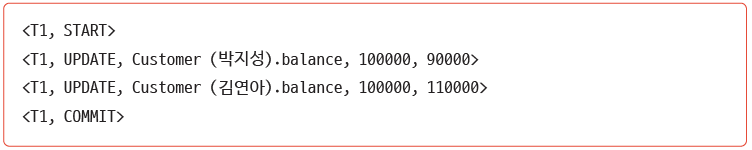 <T1, START>
<T1, UPDATE, Customer (박지성).balance, 100000, 90000>
<T1, UPDATE, Customer (김연아).balance, 100000, 110000>
<T1, COMMIT>